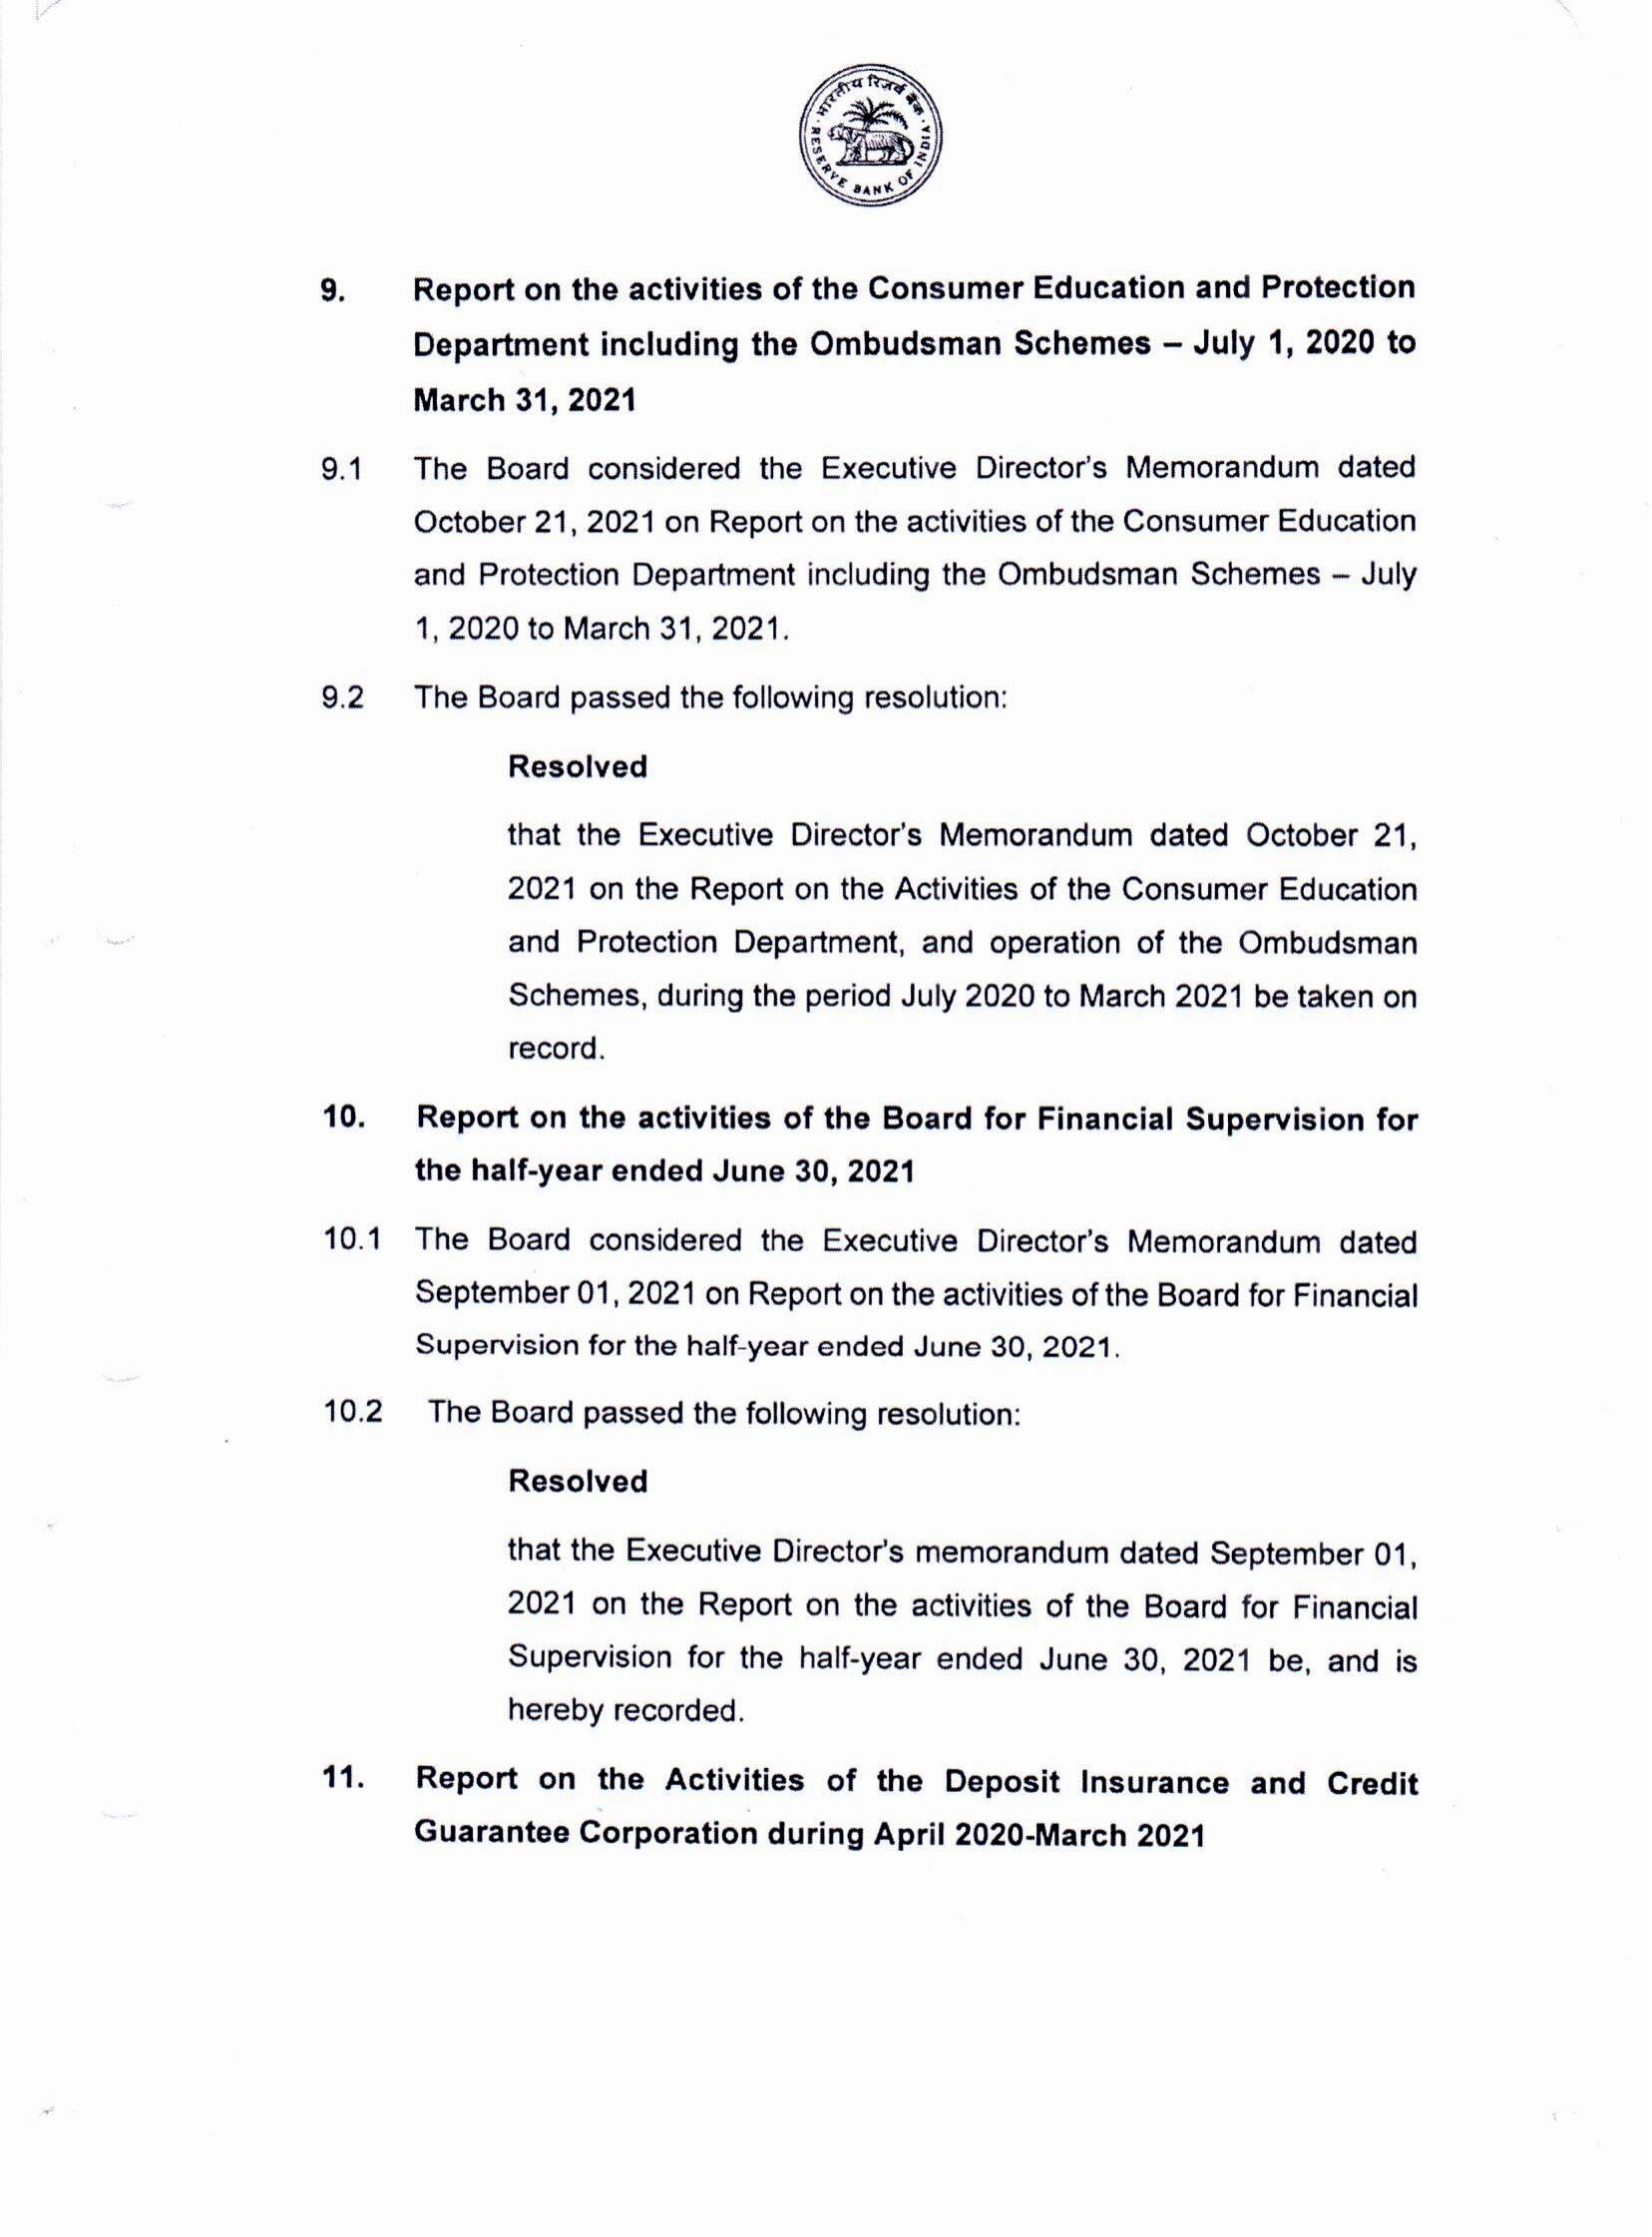 भारतीय रिज़र्व बैंक
RESERVE BANK OF INDIA
9. Report on the activities of the Consumer Education and Protection
Department including the Ombudsman Schemes – July 1, 2020 to
March 31, 2021
9.1 The Board considered the Executive Director's Memorandum dated
October 21, 2021 on Report on the activities of the Consumer Education
and Protection Department including the Ombudsman Schemes – July
1, 2020 to March 31, 2021.
9.2 The Board passed the following resolution:
Resolved
that the Executive Director's Memorandum dated October 21,
2021 on the Report on the Activities of the Consumer Education
and Protection Department, and operation of the Ombudsman
Schemes, during the period July 2020 to March 2021 be taken on
record.
10. Report on the activities of the Board for Financial Supervision for
the half-year ended June 30, 2021
10.1 The Board considered the Executive Director's Memorandum dated
September 01, 2021 on Report on the activities of the Board for Financial
Supervision for the half-year ended June 30, 2021.
10.2 The Board passed the following resolution:
Resolved
that the Executive Director's memorandum dated September 01,
2021 on the Report on the activities of the Board for Financial
Supervision for the half-year ended June 30, 2021 be, and is
hereby recorded.
11. Report on the Activities of the Deposit Insurance and Credit
Guarantee Corporation during April 2020-March 2021